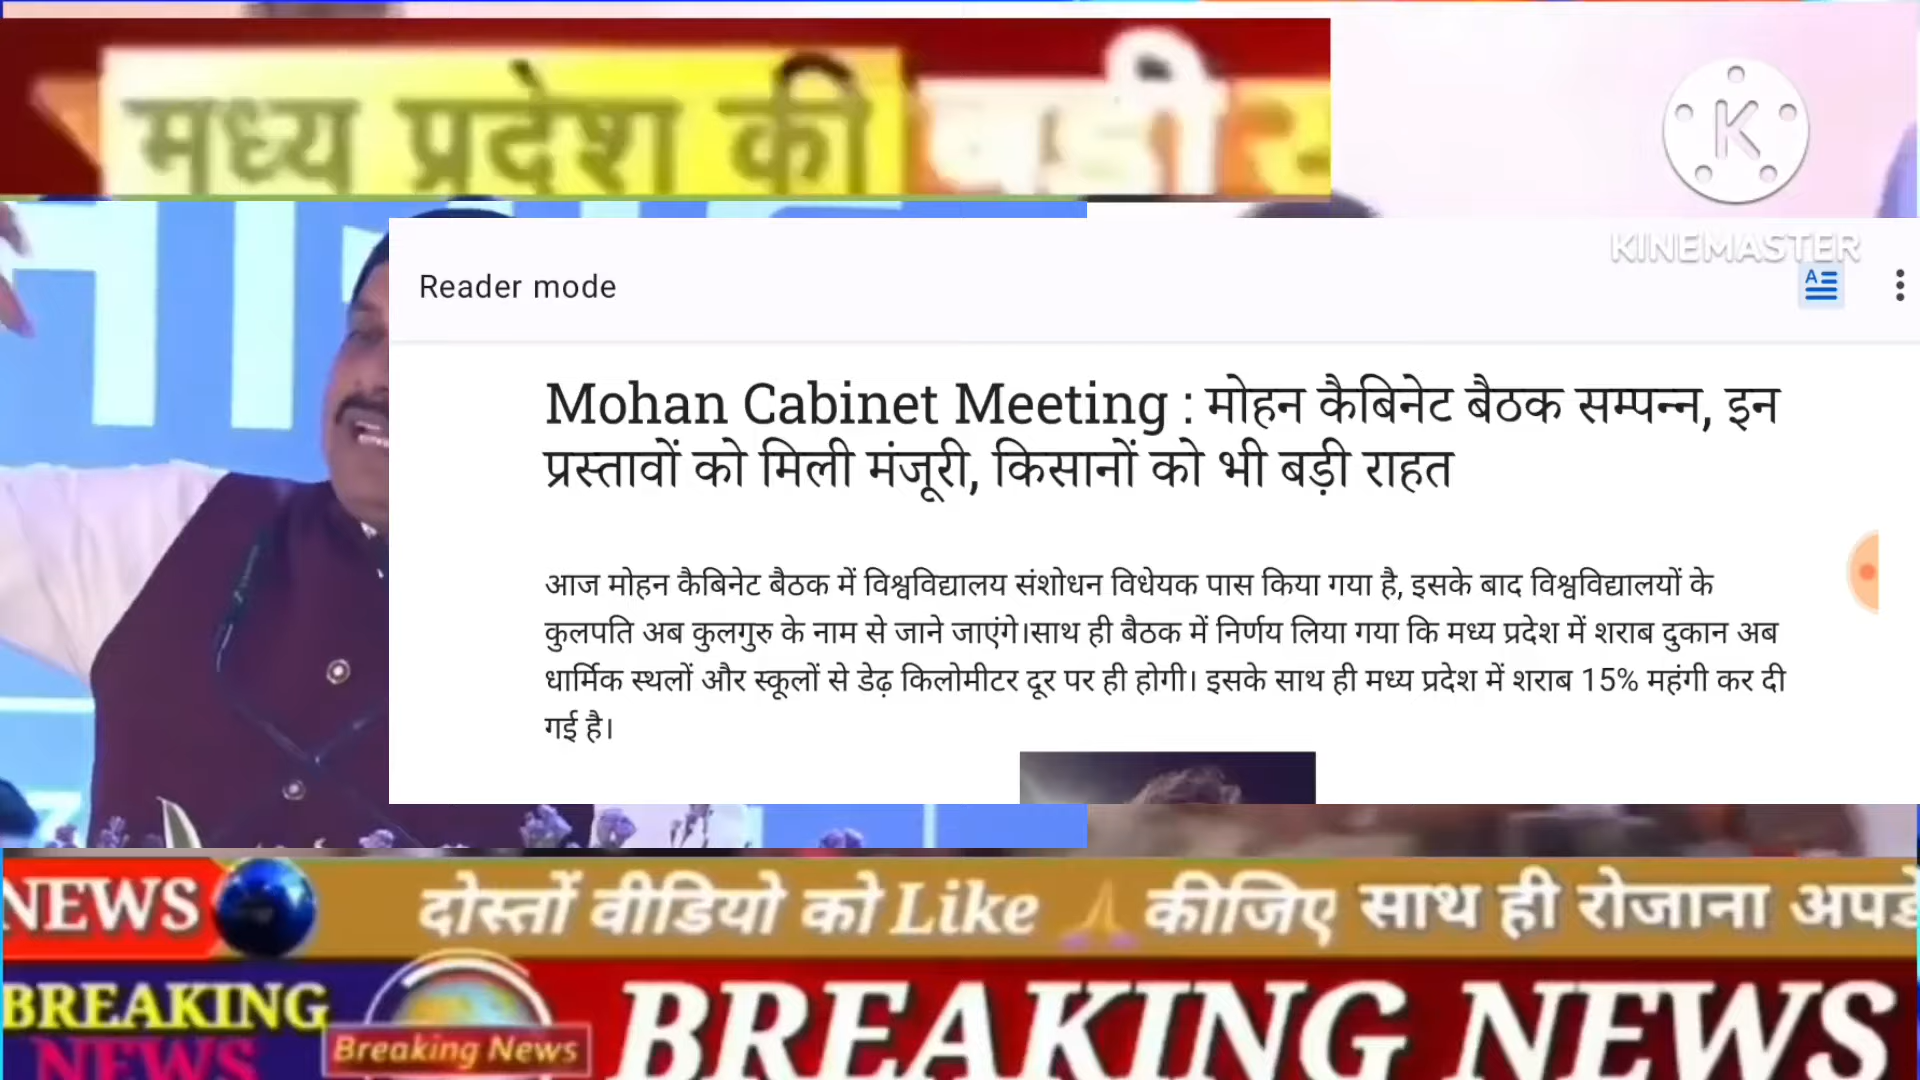 मध्य प्रदेश की बड़ी
KINEMASTER
Reader mode
Mohan Cabinet Meeting : मोहन कैबिनेट बैठक सम्पन्न, इन
प्रस्तावों को मिली मंजूरी, किसानों को भी बड़ी राहत
आज मोहन कैबिनेट बैठक में विश्वविद्यालय संशोधन विधेयक पास किया गया है, इसके बाद विश्वविद्यालयों के
कुलपति अब कुलगुरु के नाम से जाने जाएंगे।साथ ही बैठक में निर्णय लिया गया कि मध्य प्रदेश में शराब दुकान अब
धार्मिक स्थलों और स्कूलों से डेढ़ किलोमीटर दूर पर ही होगी। इसके साथ ही मध्य प्रदेश में शराब 15% महंगी कर दी
गई है।
NEWS दोस्तों वीडियो को Like 🙏 कीजिए साथ ही रोजाना
BREAKING
NEWS
Breaking News
BREAKING NEWS